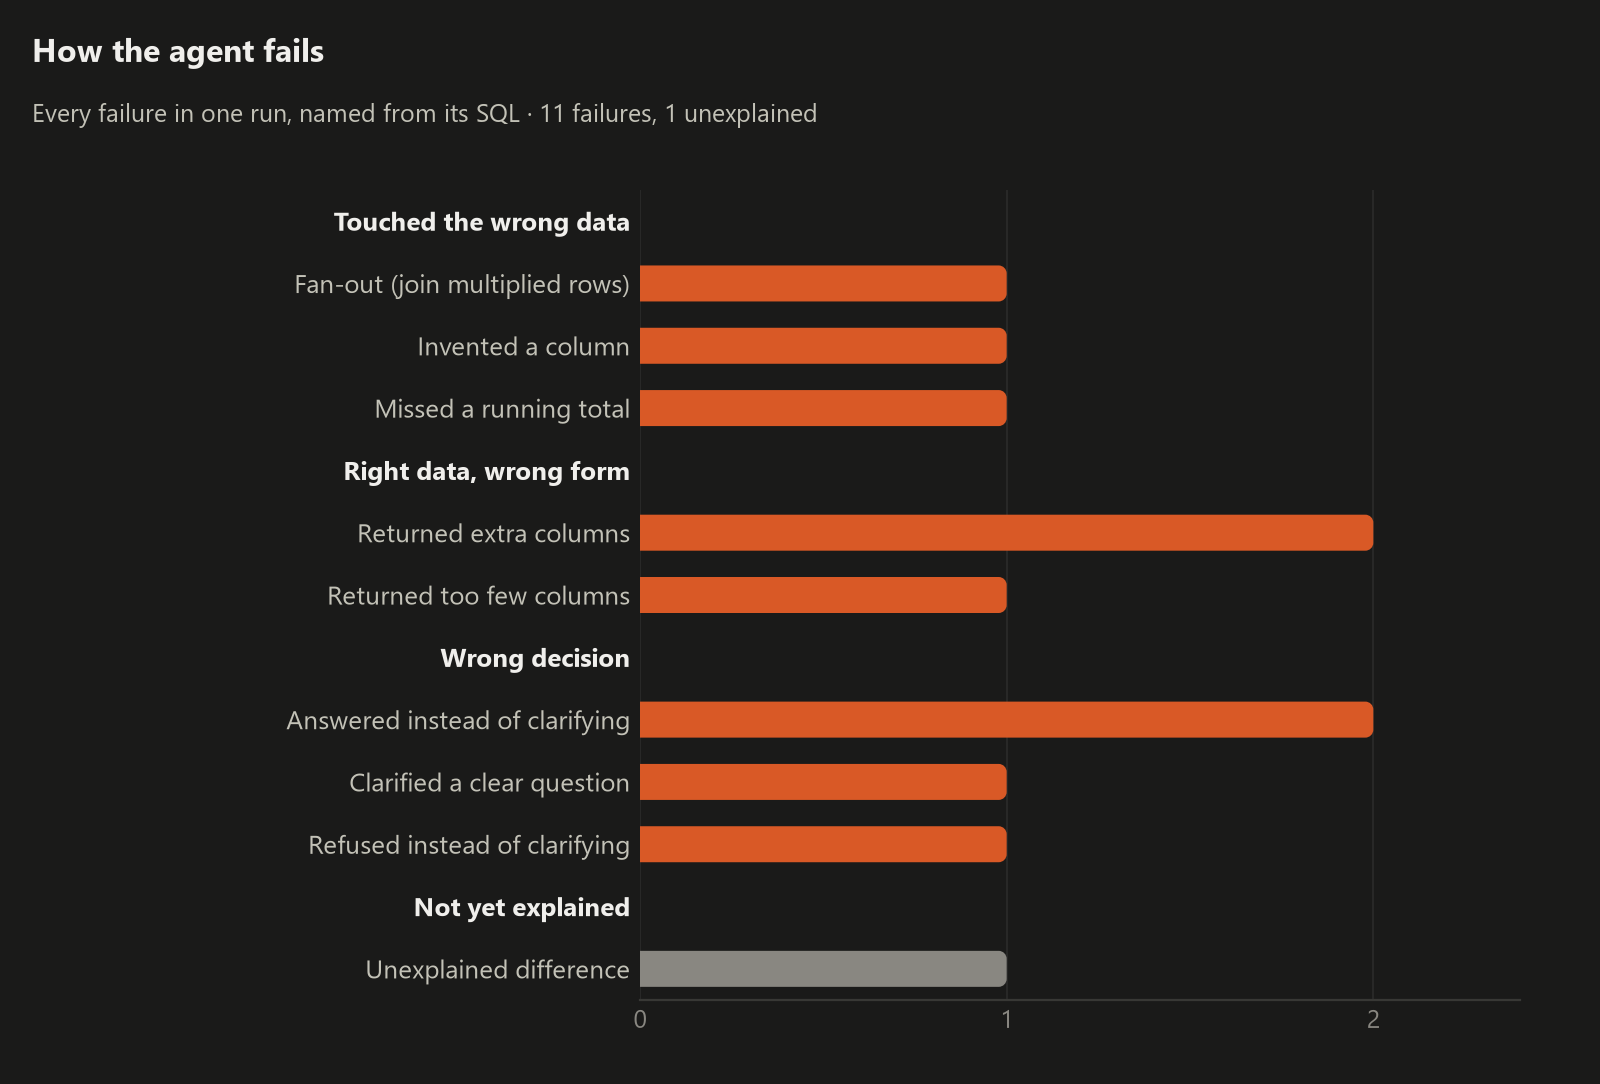 How the agent fails
Every failure in one run, named from its SQL · 11 failures, 1 unexplained
Touched the wrong data
Fan-out (join multiplied rows)
Invented a column
Missed a running total
Right data, wrong form
Returned extra columns
Returned too few columns
Wrong decision
Answered instead of clarifying
Clarified a clear question
Refused instead of clarifying
Not yet explained
Unexplained difference
0 1 2